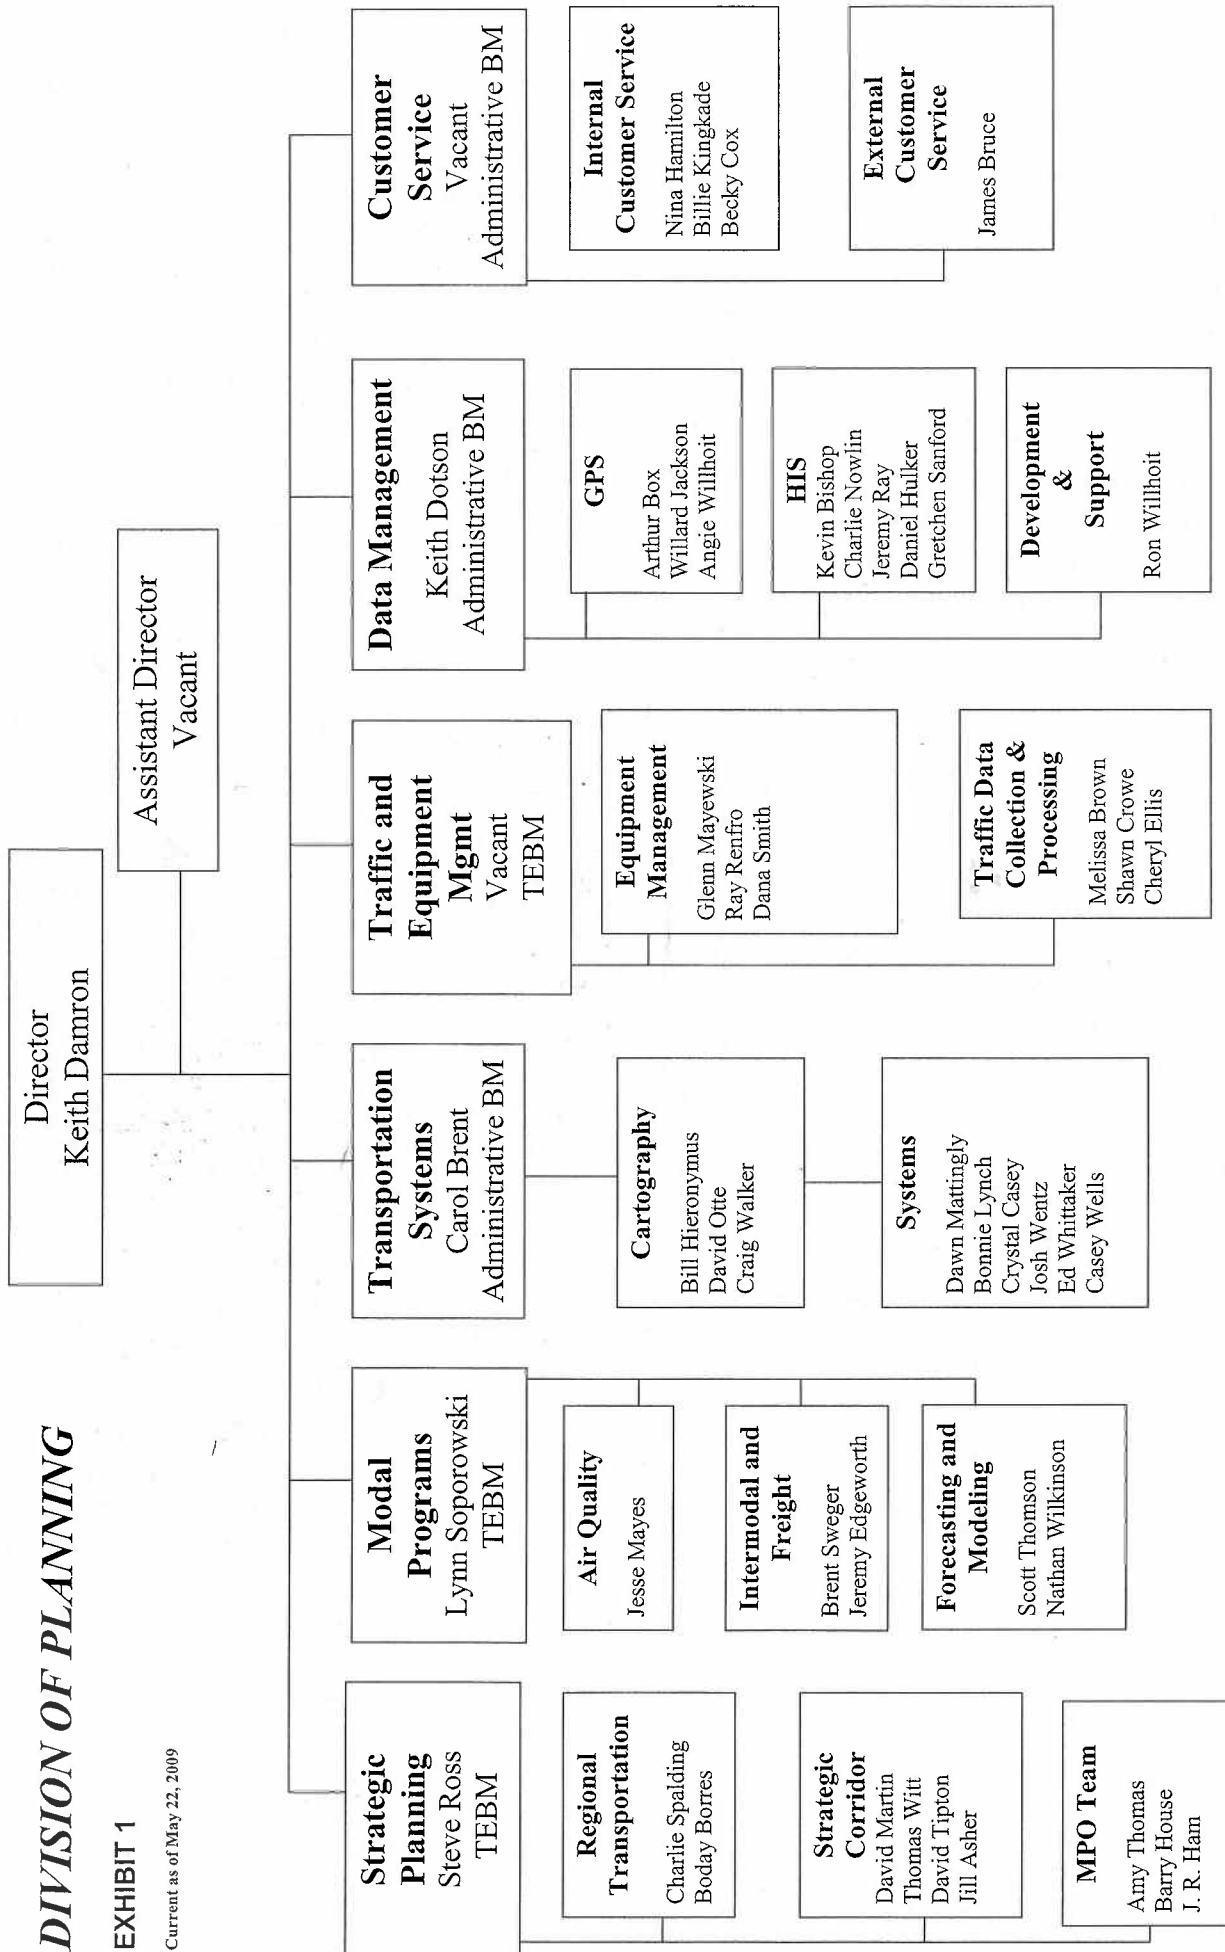 DIVISION OF PLANNING
EXHIBIT 1
Current as of May 22, 2009
Director
Keith Damron
Assistant Director
Vacant
Strategic
Planning
Steve Ross
TEBM
Regional
Transportation
Charlie Spalding
Boday Borres
Strategic
Corridor
David Martin
Thomas Witt
David Tipton
Jill Asher
MPO Team
Amy Thomas
Barry House
J. R. Ham
Modal
Programs
Lynn Soporowski
TEBM
Air Quality
Jesse Mayes
Intermodal and
Freight
Brent Sweger
Jeremy Edgeworth
Forecasting and
Modeling
Scott Thomson
Nathan Wilkinson
Transportation
Systems
Carol Brent
Administrative BM
Cartography
Bill Hieronymus
David Otte
Craig Walker
Systems
Dawn Mattingly
Bonnie Lynch
Crystal Casey
Josh Wentz
Ed Whittaker
Casey Wells
Traffic and
Equipment
Mgmt
Vacant
TEBM
Equipment
Management
Glenn Mayewski
Ray Renfro
Dana Smith
Traffic Data
Collection &
Processing
Melissa Brown
Shawn Crowe
Cheryl Ellis
Data Management
Keith Dotson
Administrative BM
GPS
Arthur Box
Willard Jackson
Angie Willhoit
HIS
Kevin Bishop
Charlie Nowlin
Jeremy Ray
Daniel Hulker
Gretchen Sanford
Development
&
Support
Ron Willhoit
Customer
Service
Vacant
Administrative BM
Internal
Customer Service
Nina Hamilton
Billie Kingkade
Becky Cox
External
Customer
Service
James Bruce